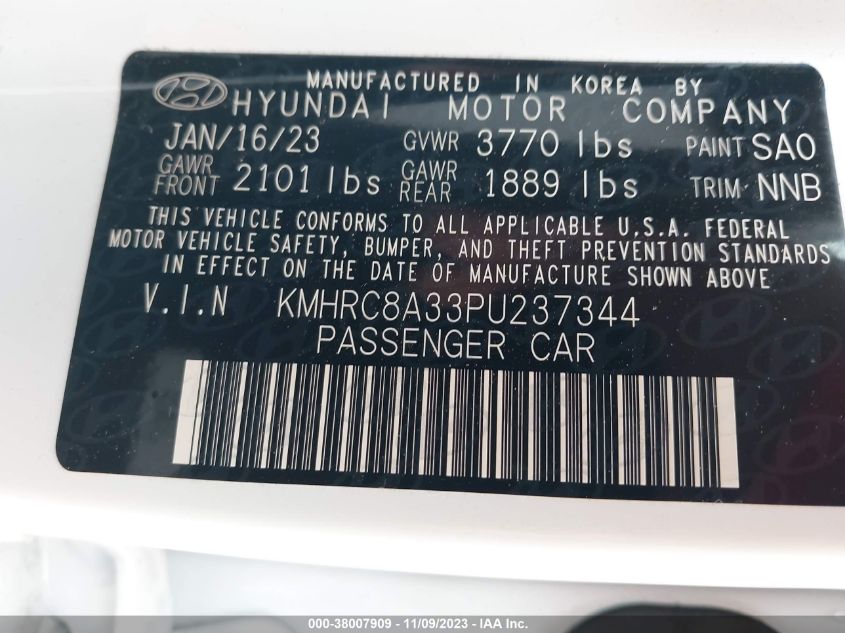 MANUFACTURED IN KOREA BY
HYUNDAI MOTOR COMPANY
JAN/16/23 GVWR 3770 lbs PAINT SAO
GAWR FRONT 2101 lbs GAWR REAR 1889 lbs TRIM NNB
THIS VEHICLE CONFORMS TO ALL APPLICABLE U.S.A. FEDERAL
MOTOR VEHICLE SAFETY, BUMPER, AND THEFT PREVENTION STANDARDS
IN EFFECT ON THE DATE OF MANUFACTURE SHOWN ABOVE
V.I.N KMHRC8A33PU237344
PASSENGER CAR
000-38007909 - 11/09/2023 - IAA Inc.